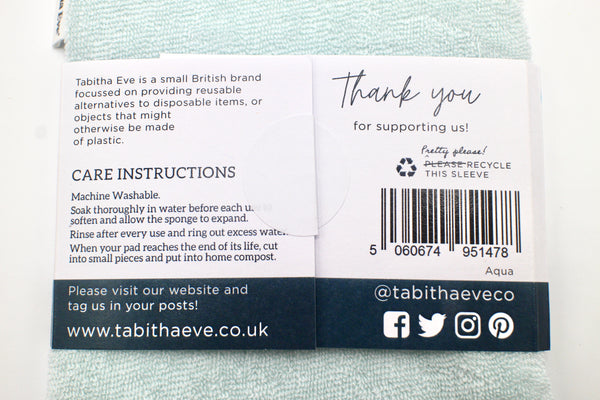 Tabitha Eve is a small British brand
focussed on providing reusable
alternatives to disposable items, or
objects that might
otherwise be made
of plastic.
CARE INSTRUCTIONS
Machine Washable.
Soak thoroughly in water before each use to
soften and allow the sponge to expand.
Rinse after every use and ring out excess water.
When your pad reaches the end of its life, cut
into small pieces and put into home compost.
Please visit our website and
tag us in your posts!
www.tabithaeve.co.uk
Thank you
for supporting us!
Pretty please!
PLEASE RECYCLE
THIS SLEEVE
5 060674 951478
Aqua
@tabithaeveco